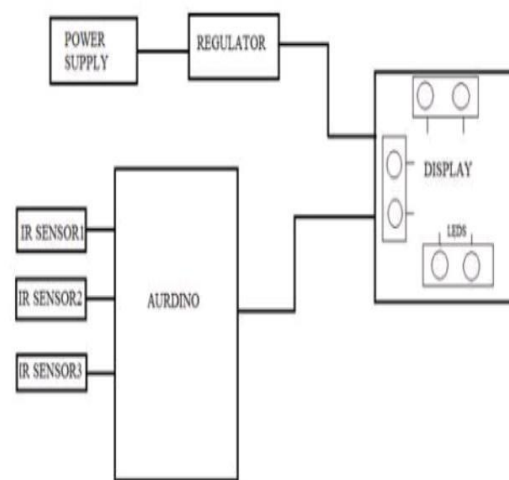 POWER
SUPPLY
REGULATOR
DISPLAY
LEDS
IR SENSOR1
IR SENSOR2
IR SENSOR3
AURDINO